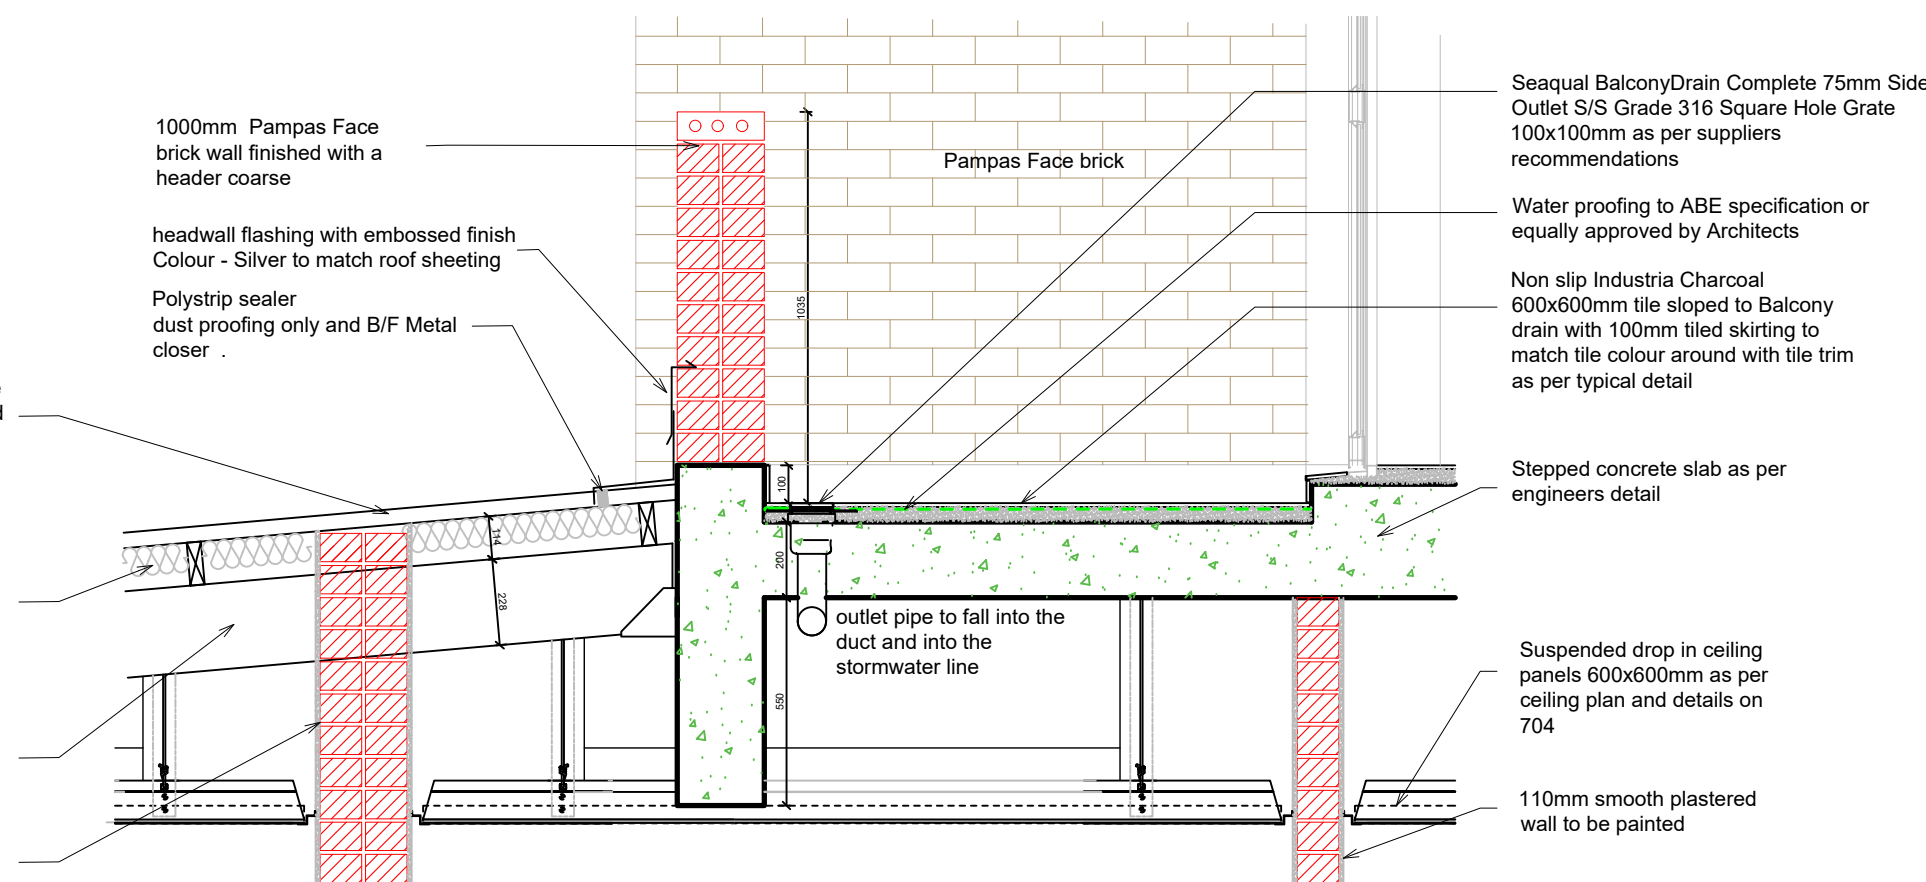 1000mm  Pampas Face
brick wall finished with a
header coarse
headwall flashing with embossed finish
Colour - Silver to match roof sheeting
Polystrip sealer
dust proofing only and B/F Metal
closer  .
Pampas Face brick
1035
100
200
550
114
228
outlet pipe to fall into the
duct and into the
stormwater line
Seaqual BalconyDrain Complete 75mm Side
Outlet S/S Grade 316 Square Hole Grate
100x100mm as per suppliers
recommendations
Water proofing to ABE specification or
equally approved by Architects
Non slip Industria Charcoal
600x600mm tile sloped to Balcony
drain with 100mm tiled skirting to
match tile colour around with tile trim
as per typical detail
Stepped concrete slab as per
engineers detail
Suspended drop in ceiling
panels 600x600mm as per
ceiling plan and details on
704
110mm smooth plastered
wall to be painted